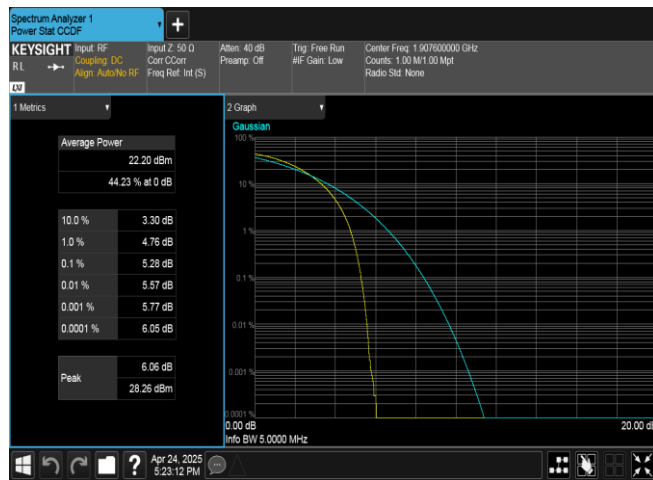 Spectrum Analyzer 1
Power Stat CCDF
+
KEYSIGHT
RL
LXI
Input: RF
Coupling: DC
Align: Auto/No RF
Input Z: 50 Ω
Corr CCorr
Freq Ref: Int (S)
Atten: 40 dB
Preamp: Off
Trig: Free Run
#IF Gain: Low
Center Freq: 1.907600000 GHz
Counts: 1.00 M/1.00 Mpt
Radio Std: None
1 Metrics
Average Power
22.20 dBm
44.23 % at 0 dB
10.0 % 3.30 dB
1.0 % 4.76 dB
0.1 % 5.28 dB
0.01 % 5.57 dB
0.001 % 5.77 dB
0.0001 % 6.05 dB
Peak
6.06 dB
28.26 dBm
2 Graph
Gaussian
100 %
10 %
1 %
0.1 %
0.01 %
0.001 %
0.0001 %
0.00 dB 20.00 dB
Info BW 5.0000 MHz
?
Apr 24, 2025
5:23:12 PM